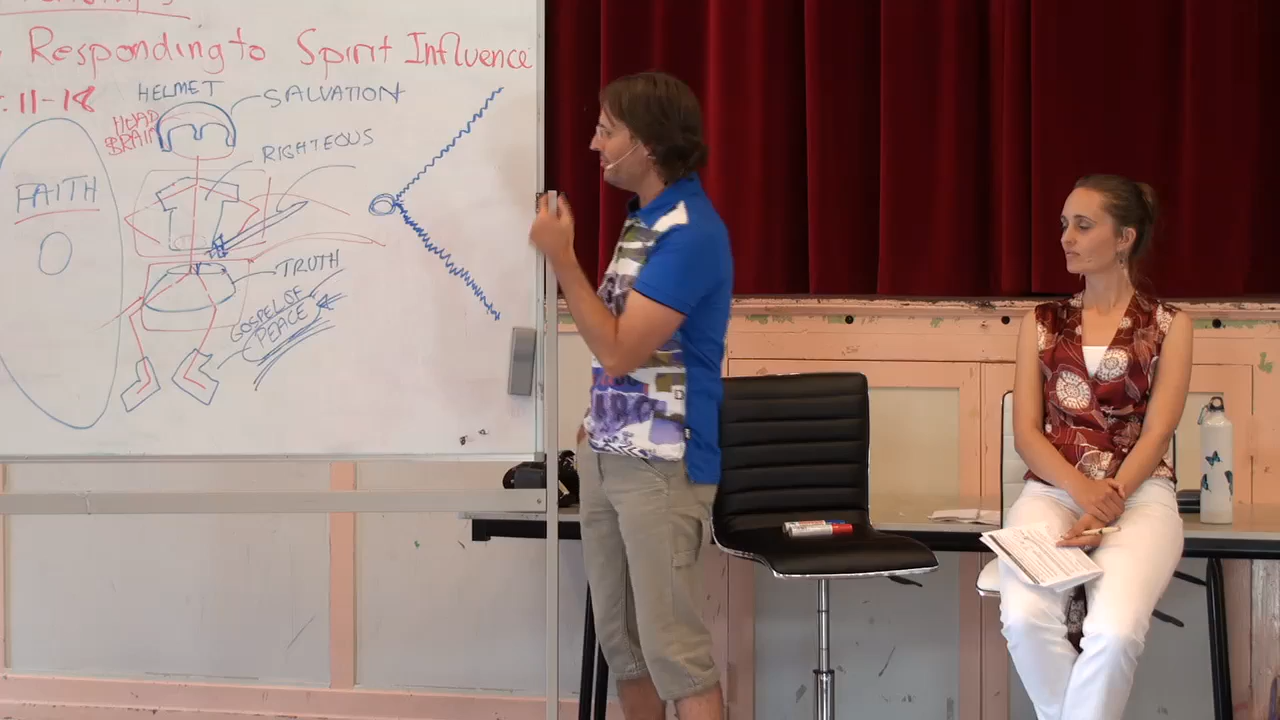 Responding to Spirit Influence
: 11-18
HELMET
SALVATION
HEAD
BRAIN
RIGHTEOUS
FAITH
TRUTH
GOSPEL OF
PEACE